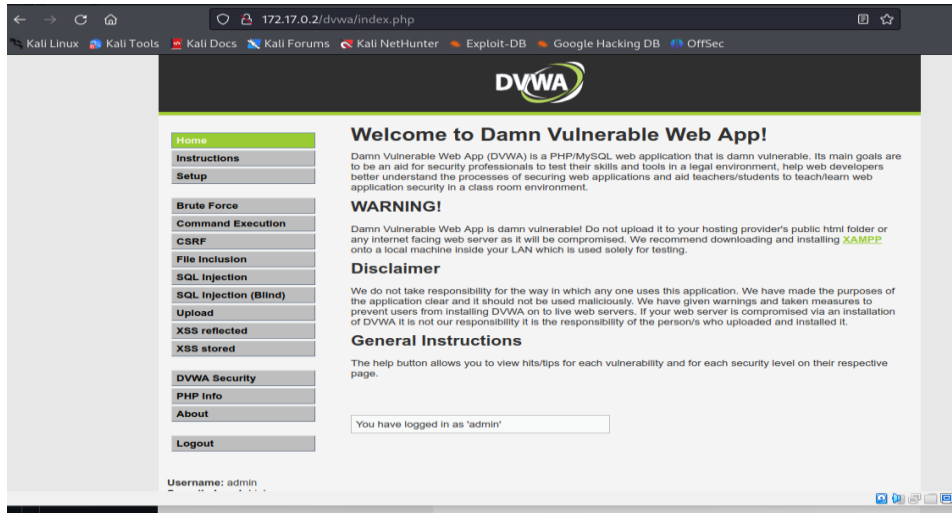 172.17.0.2/dvwa/index.php
Kali Linux Kali Tools Kali Docs Kali Forums Kali NetHunter Exploit-DB Google Hacking DB OffSec
DVWA
Home
Instructions
Setup
Brute Force
Command Execution
CSRF
File Inclusion
SQL Injection
SQL Injection (Blind)
Upload
XSS reflected
XSS stored
DVWA Security
PHP Info
About
Logout
Username: admin
Welcome to Damn Vulnerable Web App!
Damn Vulnerable Web App (DVWA) is a PHP/MySQL web application that is damn vulnerable. Its main goals are
to be an aid for security professionals to test their skills and tools in a legal environment, help web developers
better understand the processes of securing web applications and aid teachers/students to teach/learn web
application security in a class room environment.
WARNING!
Damn Vulnerable Web App is damn vulnerable! Do not upload it to your hosting provider's public html folder or
any internet facing web server as it will be compromised. We recommend downloading and installing XAMPP
onto a local machine inside your LAN which is used solely for testing.
Disclaimer
We do not take responsibility for the way in which any one uses this application. We have made the purposes of
the application clear and it should not be used maliciously. We have given warnings and taken measures to
prevent users from installing DVWA on to live web servers. If your web server is compromised via an installation
of DVWA it is not our responsibility it is the responsibility of the person/s who uploaded and installed it.
General Instructions
The help button allows you to view hits/tips for each vulnerability and for each security level on their respective
page.
You have logged in as 'admin'